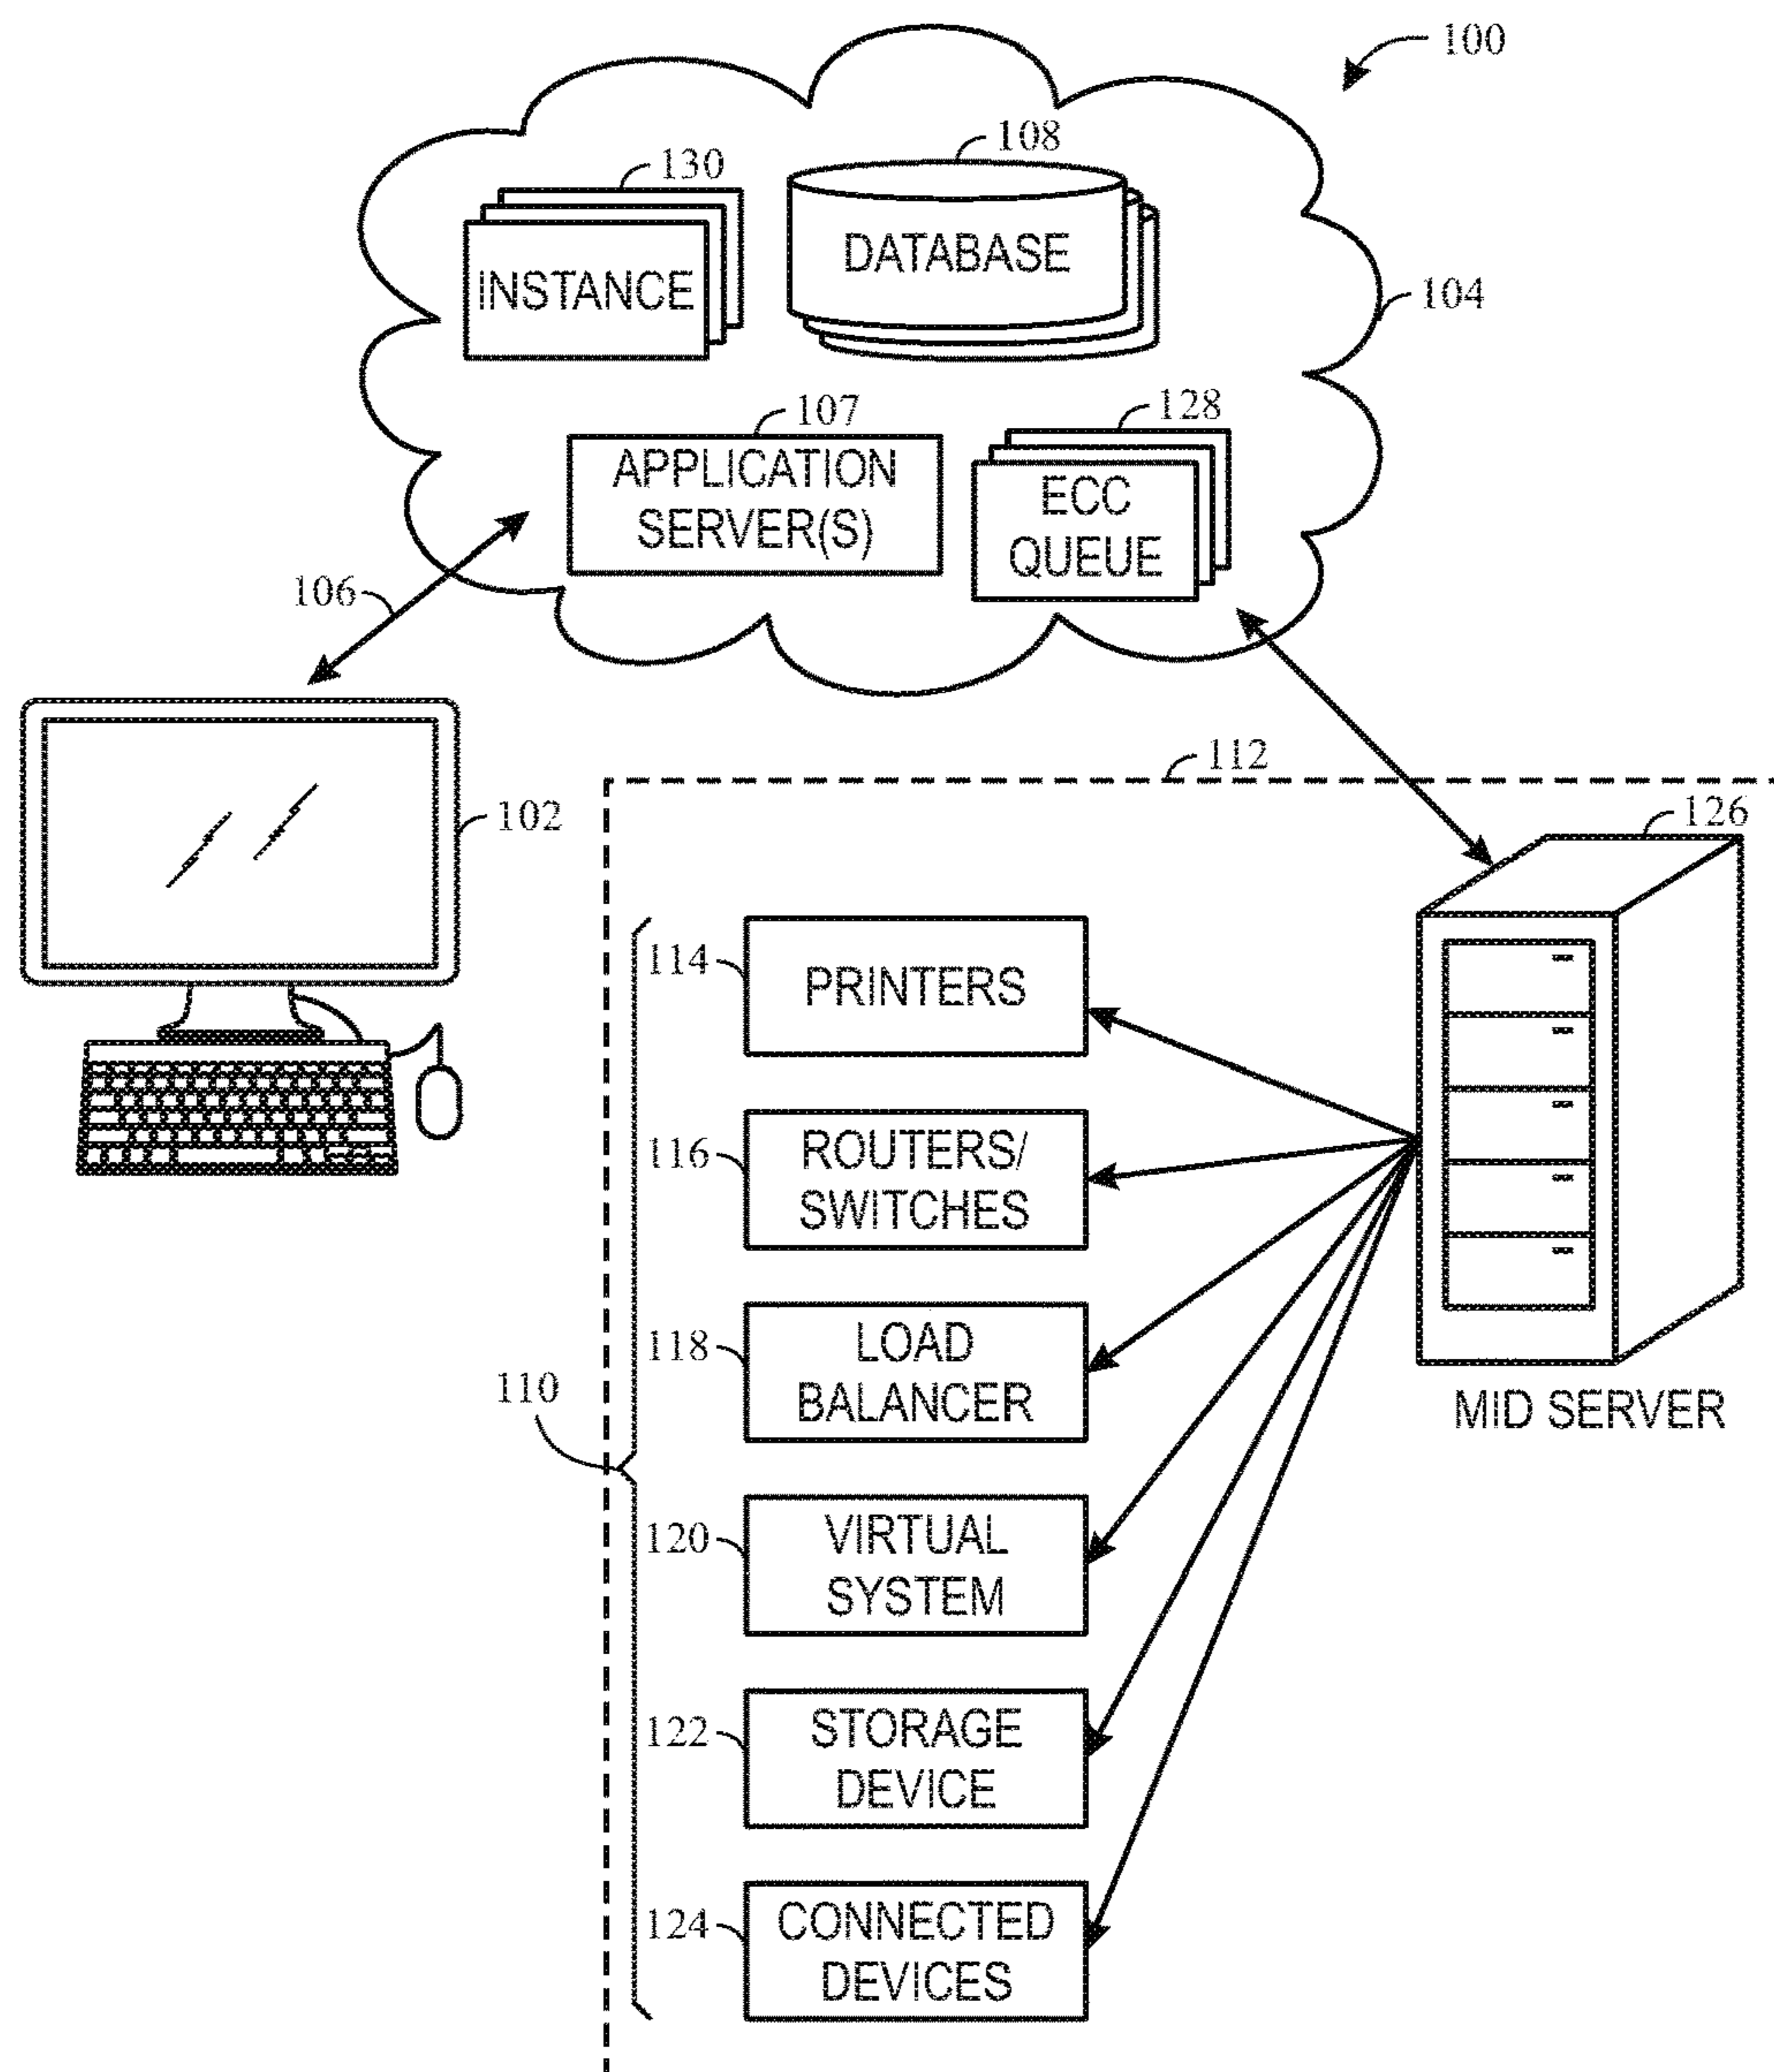 100
108
130
DATABASE
INSTANCE
104
107
128
APPLICATION
SERVER(S)
ECC
QUEUE
106
112
102
126
114
PRINTERS
116
ROUTERS/
SWITCHES
118
LOAD
BALANCER
110
MID SERVER
120
VIRTUAL
SYSTEM
122
STORAGE
DEVICE
124
CONNECTED
DEVICES